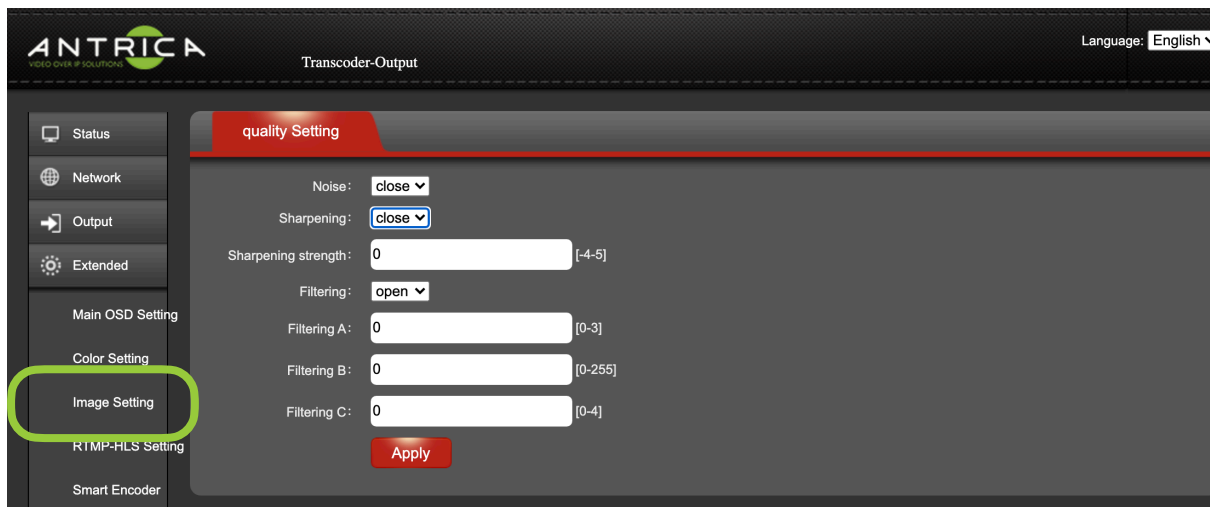 ANTRICA
VIDEO OVER IP SOLUTIONS
Transcoder-Output
Language: English
Status
Network
Output
Extended
Main OSD Setting
Color Setting
Image Setting
RTMP-HLS Setting
Smart Encoder
quality Setting
Noise: close
Sharpening: close
Sharpening strength: 0 [-4-5]
Filtering: open
Filtering A: 0 [0-3]
Filtering B: 0 [0-255]
Filtering C: 0 [0-4]
Apply